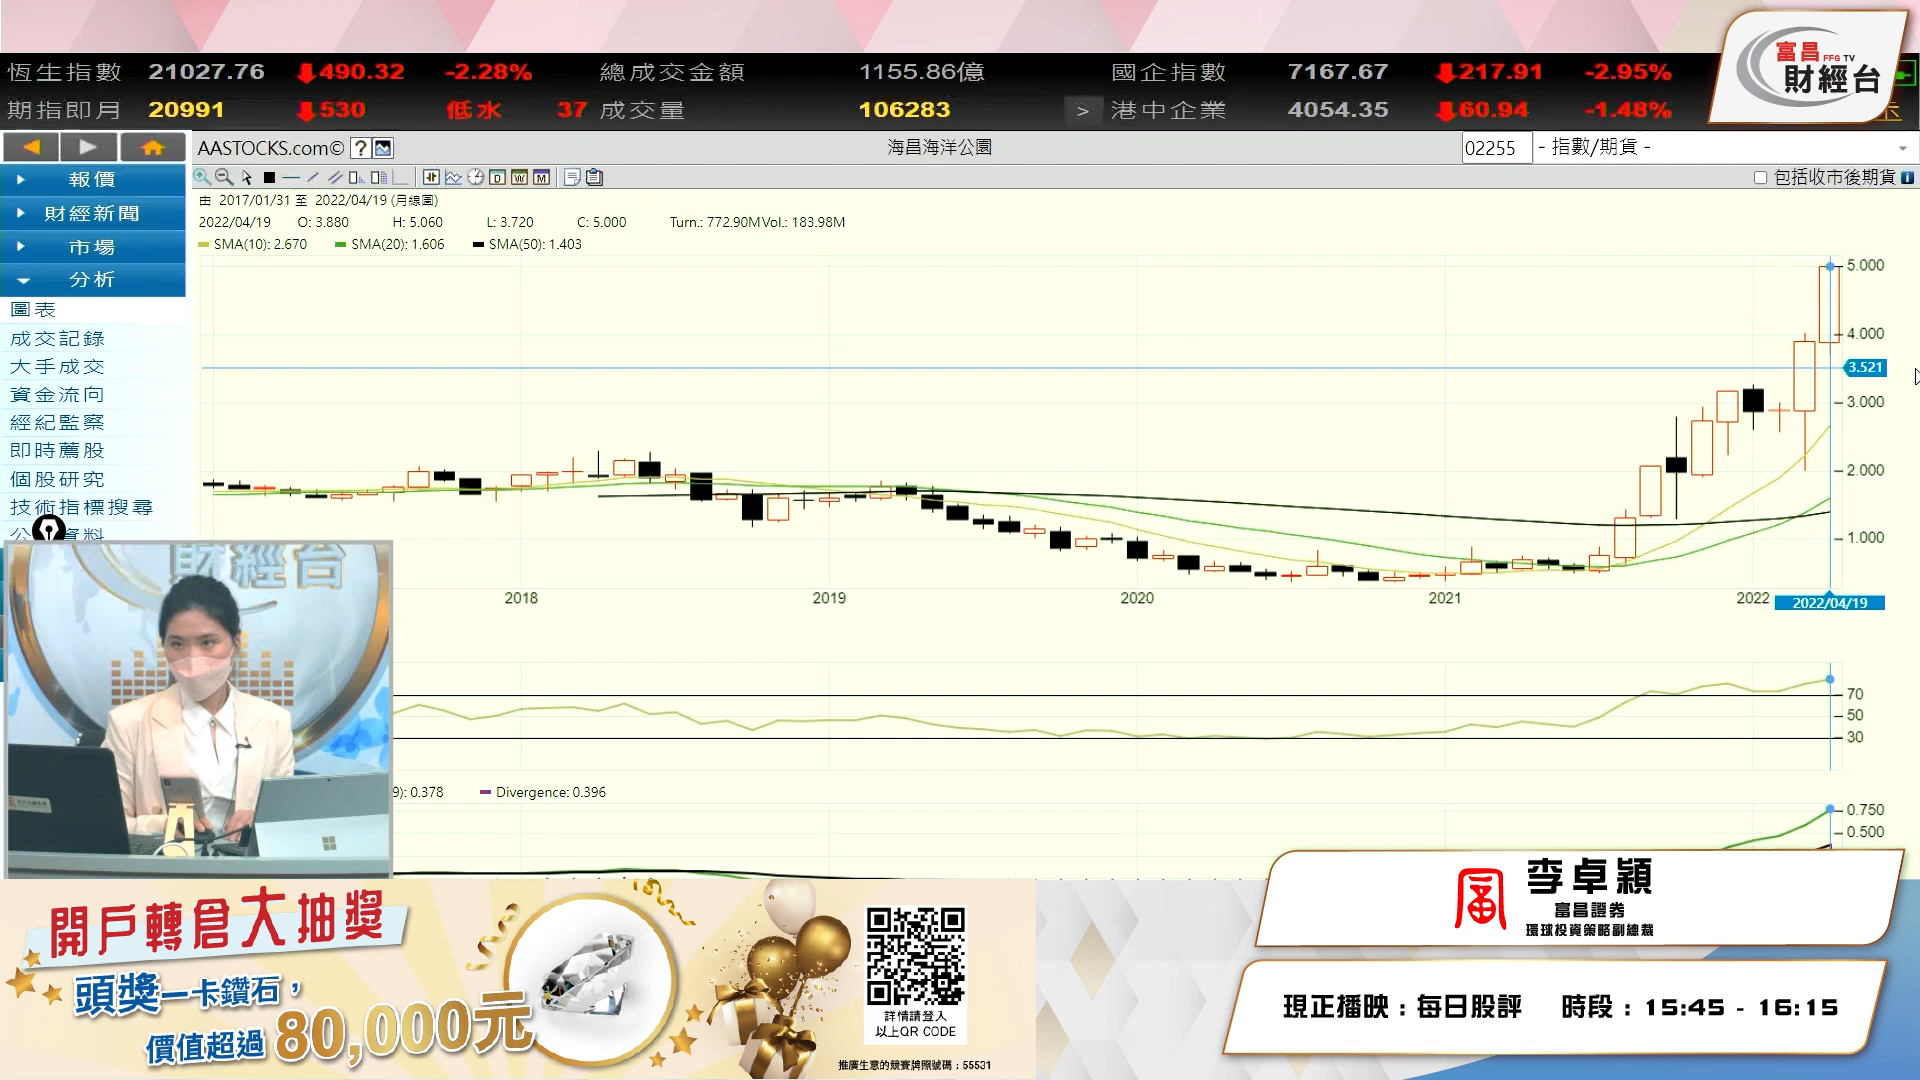 恆生指數 21027.76 490.32 -2.28% 總成交金額 1155.86億 國企指數 7167.67 217.91 -2.95%
期指即月 20991 530 低水 37 成交量 106283 > 港中企業 4054.35 60.94 -1.48% 示
富昌 FFG TV
財經台
AASTOCKS.com© ? 海昌海洋公園 02255 - 指數/期貨 -
包括收市後期貨 i
D W M
報價
財經新聞
市場
分析
圖表
成交記錄
大手成交
資金流向
經紀監察
即時薦股
個股研究
技術指標搜尋
由 2017/01/31 至 2022/04/19 (月線圖)
2022/04/19 O: 3.880 H: 5.060 L: 3.720 C: 5.000 Turn.: 772.90M Vol.: 183.98M
SMA(10): 2.670 SMA(20): 1.606 SMA(50): 1.403
5.000
4.000
3.521
3.000
2.000
1.000
2018 2019 2020 2021 2022 2022/04/19
70
50
30
9): 0.378 Divergence: 0.396
0.750
0.500
財經台
開戶轉倉大抽獎
頭獎一卡鑽石，
價值超過80,000元
詳情請登入
以上QR CODE
推廣生意的競賽牌照號碼：55531
富
李卓穎
富昌證券
環球投資策略副總裁
現正播映：每日股評 時段：15:45 - 16:15